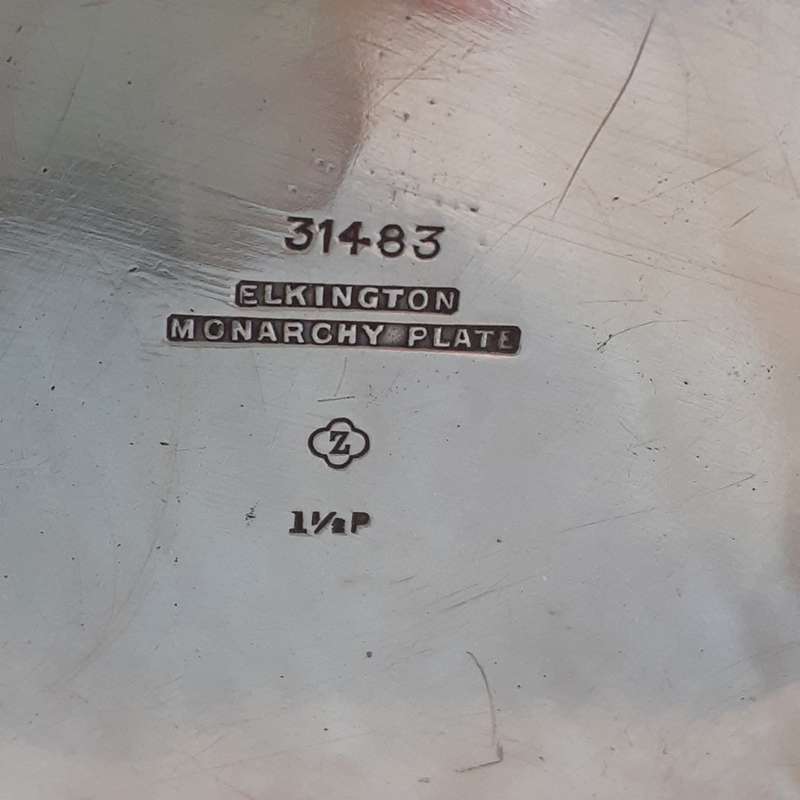 31483
ELKINGTON
MONARCHY PLATE
Z
1½P